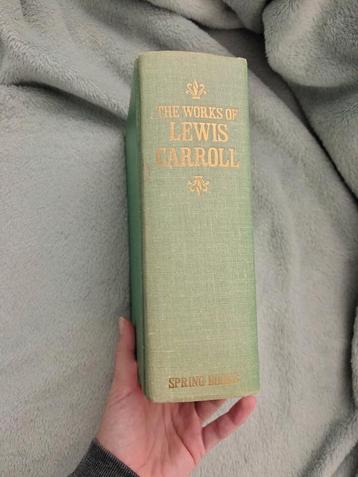 THE WORKS OF
LEWIS
CARROLL
SPRING BOOKS